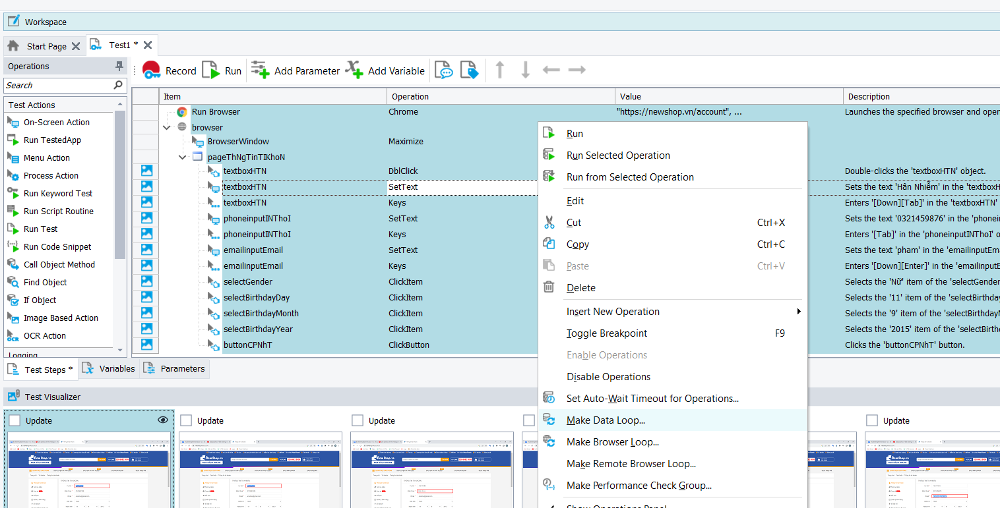 Workspace
Start Page
Test1 *
Operations
Record
Run
Add Parameter
Add Variable
Search
Item
Operation
Value
Description
Test Actions
On-Screen Action
Run TestedApp
Menu Action
Process Action
Run Keyword Test
Run Script Routine
Run Test
Run Code Snippet
Call Object Method
Find Object
If Object
Image Based Action
OCR Action
Logging
Run Browser Chrome "https://newshop.vn/account", ... Launches the specified browser and open
browser
BrowserWindow Maximize
pageThNgTinTIKhoN
textboxHTN DblClick Double-clicks the 'textboxHTN' object.
textboxHTN SetText Sets the text 'Hân Nhiễm' in the 'textboxH
textboxHTN Keys Enters '[Down][Tab]' in the 'textboxHTN'
phoneinputINThoI SetText Sets the text '0321459876' in the 'phonein
phoneinputINThoI Keys Enters '[Tab]' in the 'phoneinputINThoI' o
emailinputEmail SetText Sets the text 'pham' in the 'emailinputEma
emailinputEmail Keys Enters '[Down][Enter]' in the 'emailinputE
selectGender ClickItem Selects the 'Nữ' item of the 'selectGender
selectBirthdayDay ClickItem Selects the '11' item of the 'selectBirthday
selectBirthdayMonth ClickItem Selects the '9' item of the 'selectBirthdayM
selectBirthdayYear ClickItem Selects the '2015' item of the 'selectBirth
buttonCPNhT ClickButton Clicks the 'buttonCPNhT' button.
Run
Run Selected Operation
Run from Selected Operation
Edit
Cut Ctrl+X
Copy Ctrl+C
Paste Ctrl+V
Delete
Insert New Operation
Toggle Breakpoint F9
Enable Operations
Disable Operations
Set Auto-Wait Timeout for Operations...
Make Data Loop...
Make Browser Loop...
Make Remote Browser Loop...
Make Performance Check Group...
Show Operations Panel
Test Steps *
Variables
Parameters
Test Visualizer
Update
Update
Update
Update